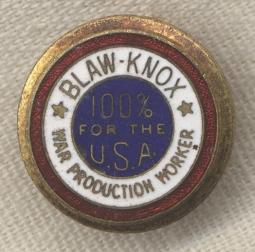 BLAW-KNOX
100%
FOR THE
U.S.A.
WAR PRODUCTION WORKER